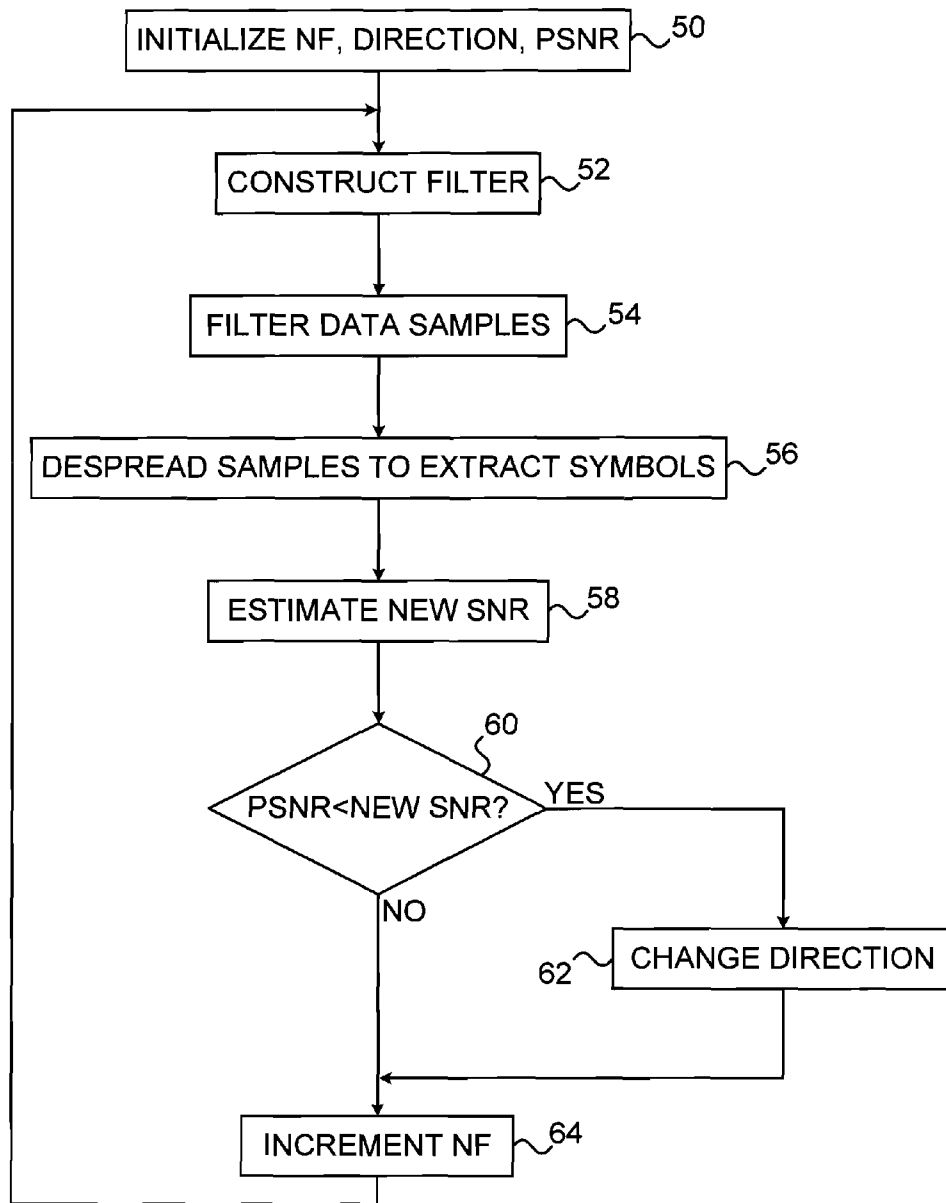 INITIALIZE NF, DIRECTION, PSNR 50
CONSTRUCT FILTER 52
FILTER DATA SAMPLES 54
DESPREAD SAMPLES TO EXTRACT SYMBOLS 56
ESTIMATE NEW SNR 58
60
PSNR<NEW SNR?
YES
NO
62 CHANGE DIRECTION
INCREMENT NF 64